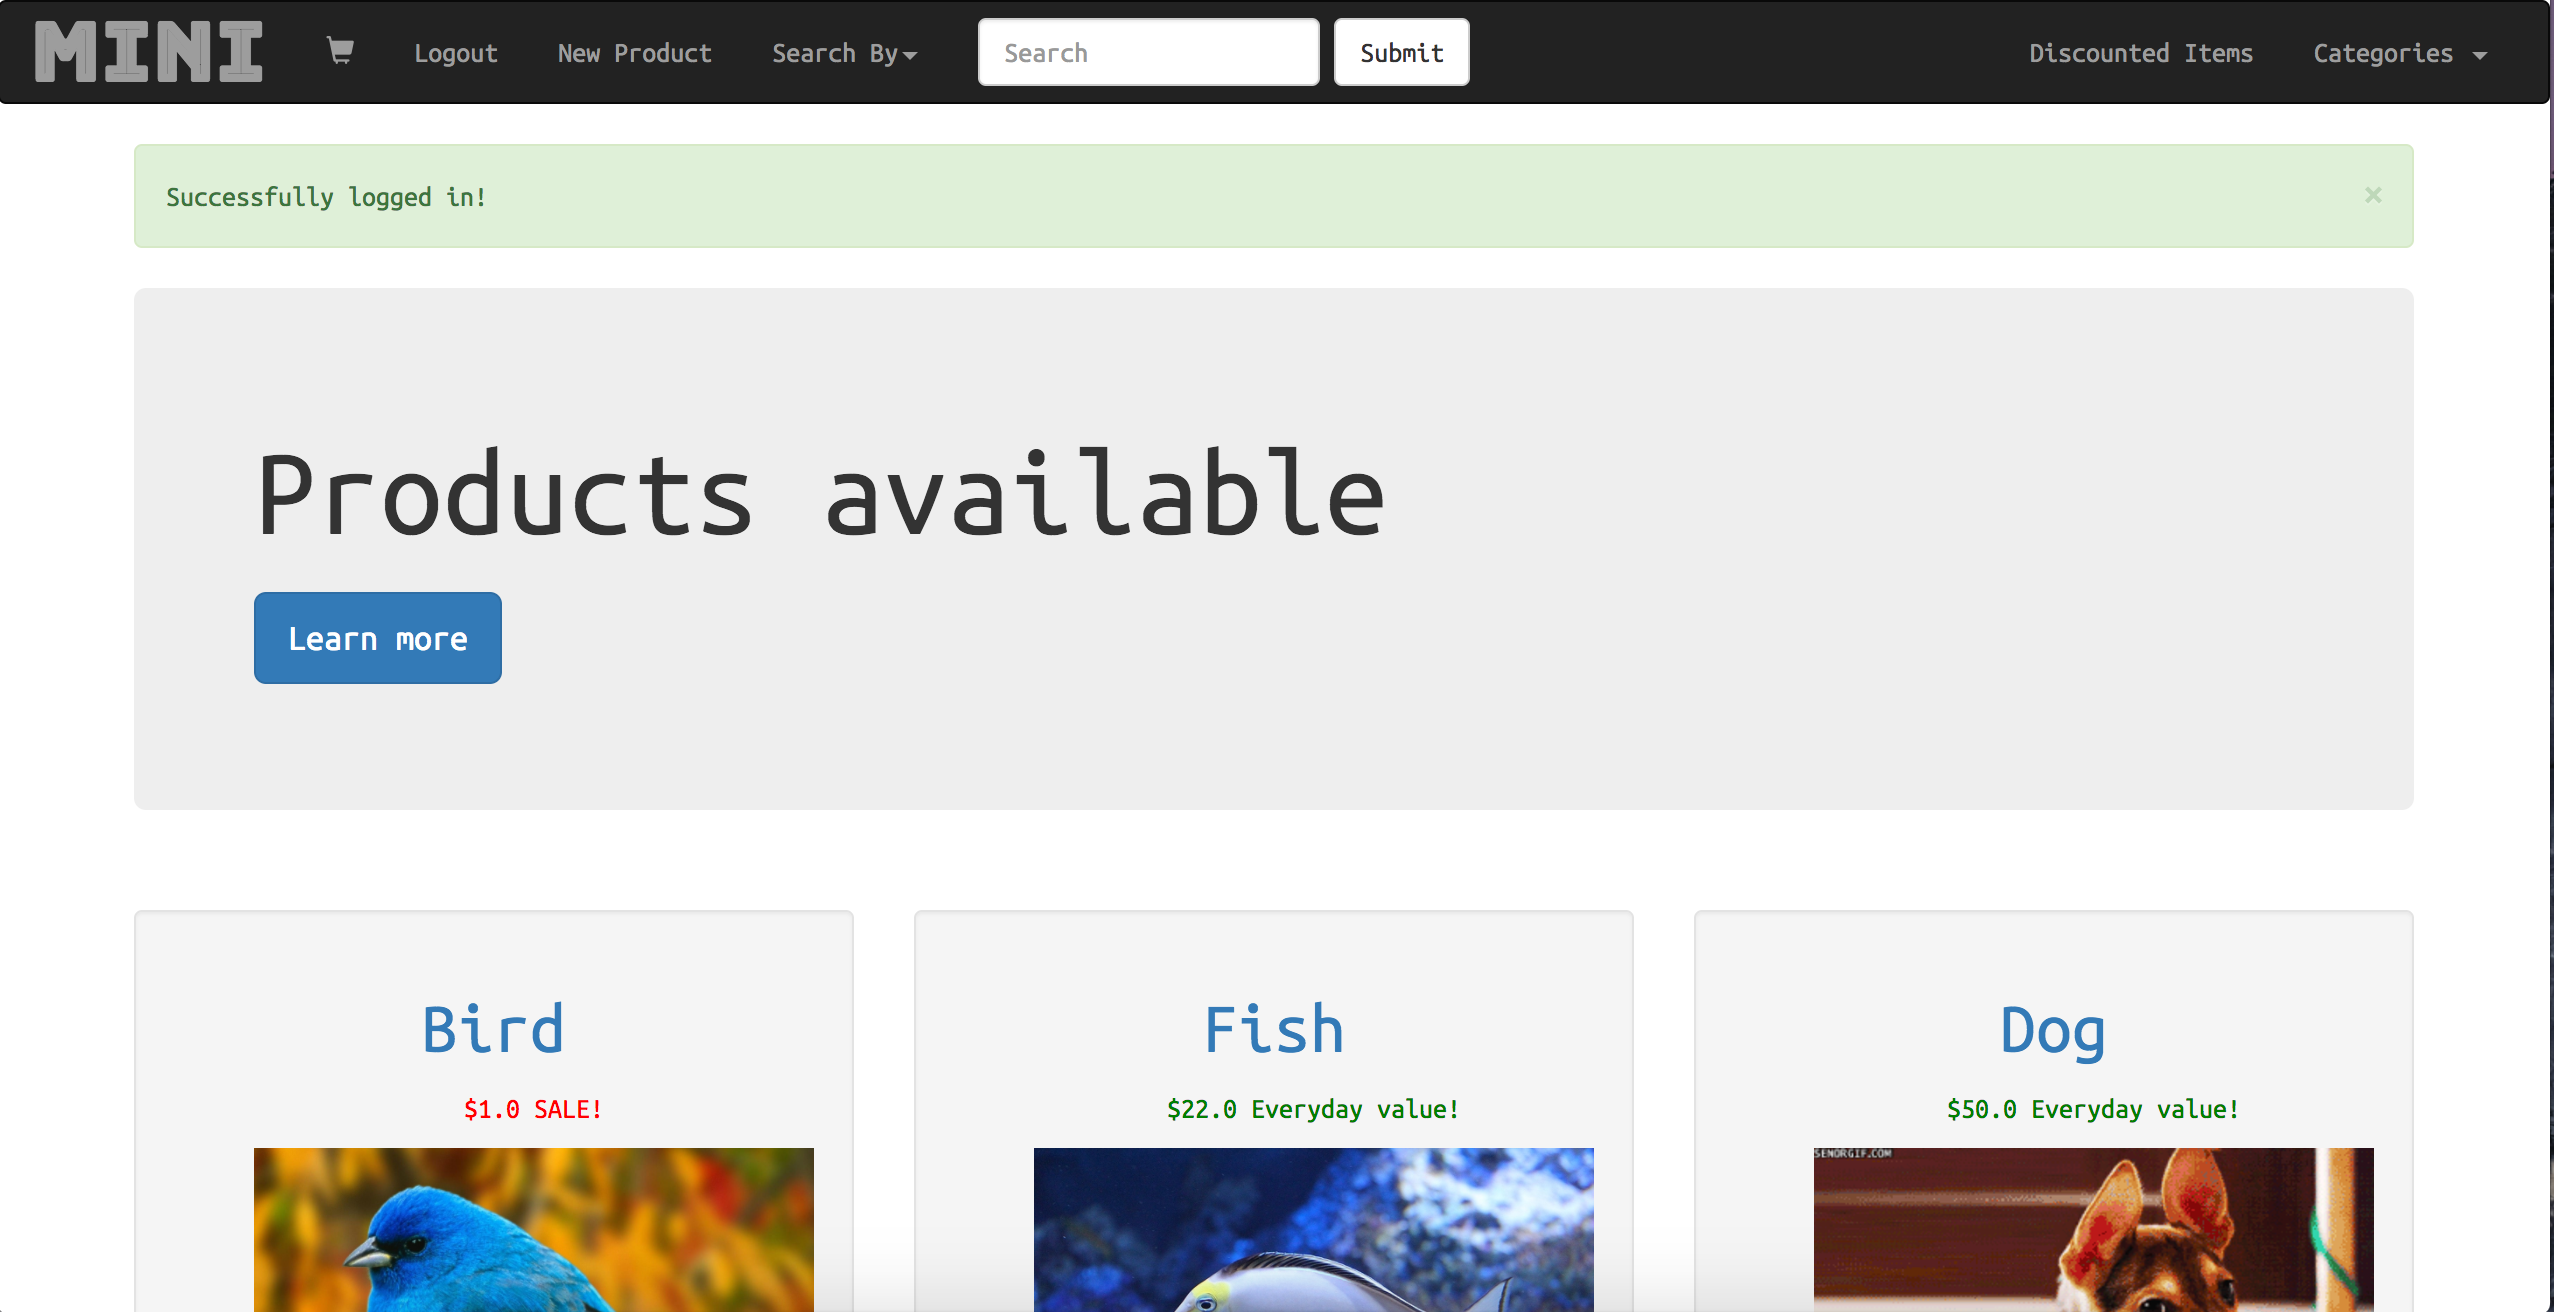 MINI Logout New Product Search By Search Submit Discounted Items Categories
Successfully logged in! ×
Products available
Learn more
Bird Fish Dog
$1.0 SALE! $22.0 Everyday value! $50.0 Everyday value!
SENORGIF.COM